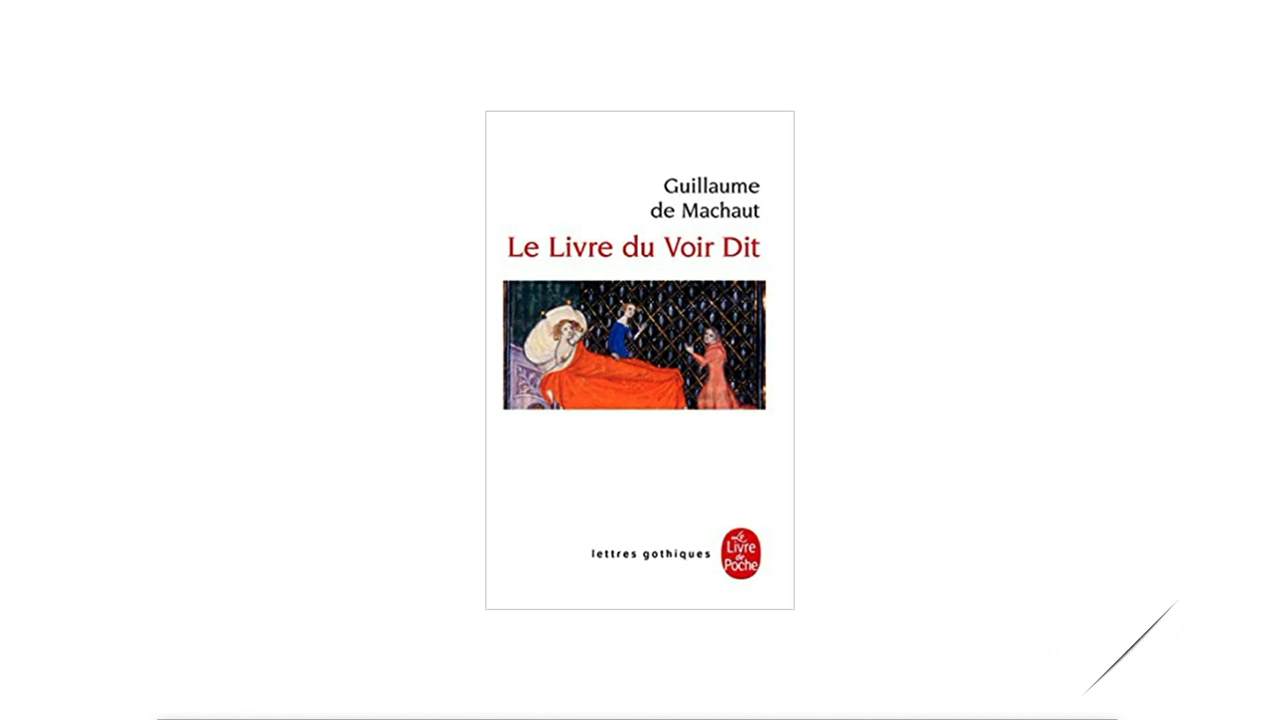 Guillaume
de Machaut
Le Livre du Voir Dit
lettres gothiques
Le
Livre
de
Poche